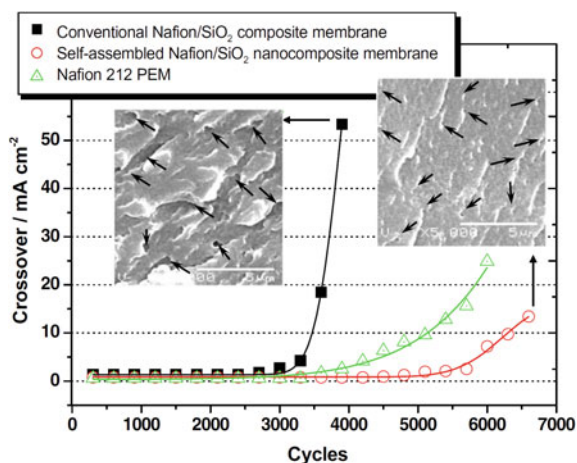 Conventional Nafion/SiO₂ composite membrane
Self-assembled Nafion/SiO₂ nanocomposite membrane
Nafion 212 PEM
Crossover / mA cm⁻²
50
40
30
20
10
0
00 5μm
X5,000 5μm
0 1000 2000 3000 4000 5000 6000 7000
Cycles